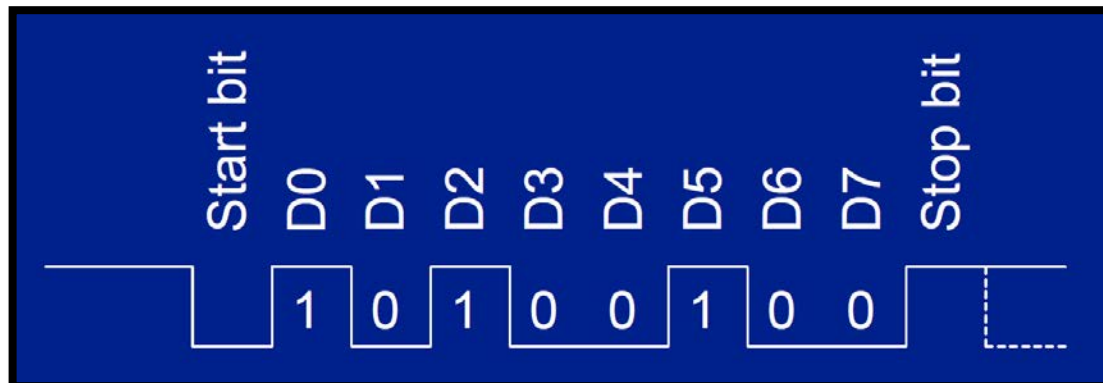 Start bit D0 D1 D2 D3 D4 D5 D6 D7 Stop bit
1 0 1 0 0 1 0 0